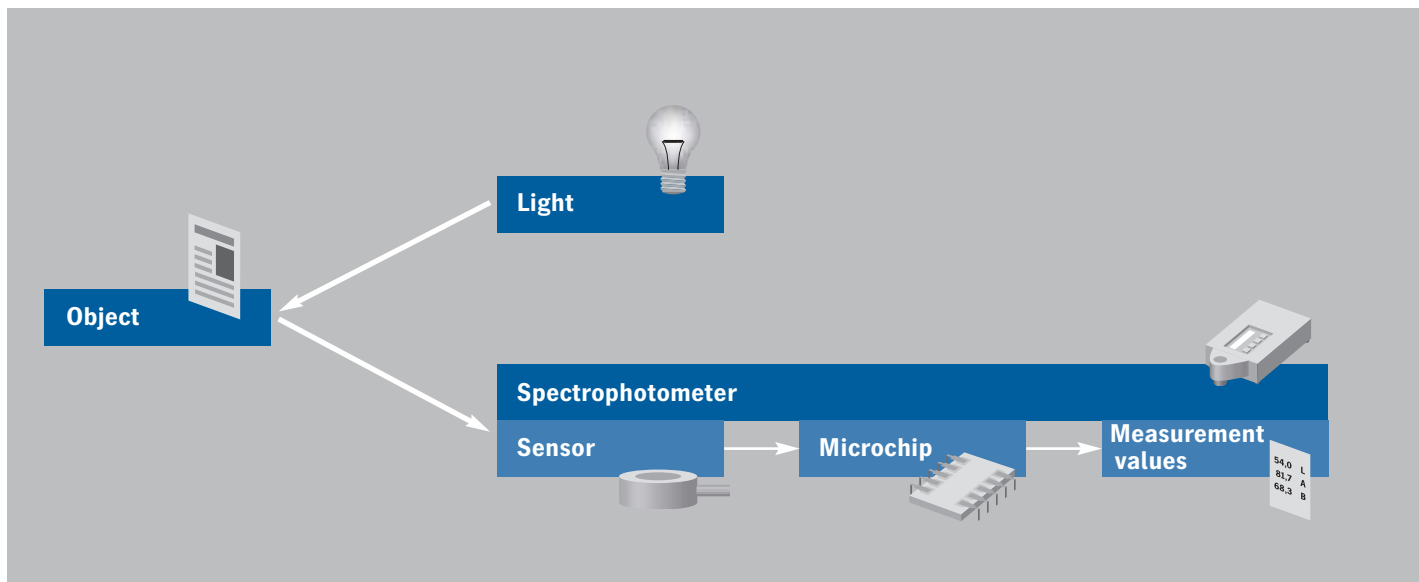 Light
Object
Spectrophotometer
Sensor
Microchip
Measurement
values
54,0 L
81,7 A
68,3 B